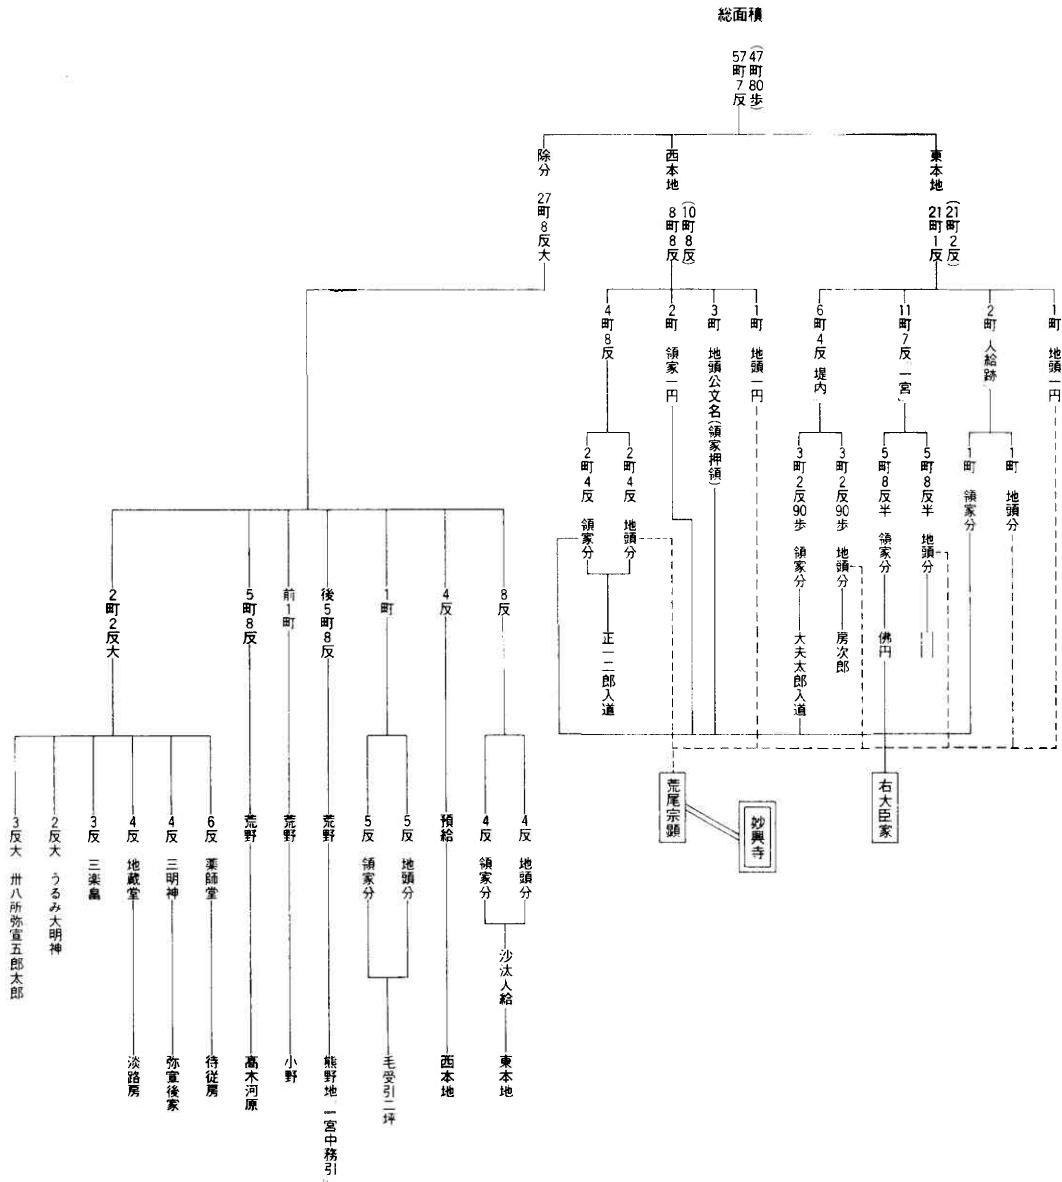 総面積
57町7反
(47町80歩)
東本地 21町1反
(21町2反)
西本地 8町8反
(10町8反)
除分 27町8反大
1町 地頭一円
2町「人給跡」
11町7反「一宮」
6町4反「堤内」
1町 地頭一円
3町 地頭公文名(領家押領)
2町 領家一円
4町8反
1町 地頭分
1町 領家分
5町8反半 地頭分
5町8反半 領家分
佛円
3町2反90歩 地頭分
房次郎
3町2反90歩 領家分
大夫太郎入道
2町4反 地頭分
2町4反 領家分
正一二郎入道
右大臣家
荒尾宗顕
妙興寺
8反
4反
1町
後5町8反
前1町
5町8反
2町2反大
4反 地頭分
4反 領家分
沙汰人給
東本地
預給
西本地
5反 地頭分
5反 領家分
毛受引二坪
荒野
熊野地「一宮中務引」
荒野
小野
荒野
高木河原
6反 薬師堂
待従房
4反 三明神
弥宣後家
4反 地蔵堂
淡路房
3反 三楽畠
2反大 うるみ大明神
3反大 卅八所弥宣五郎太郎